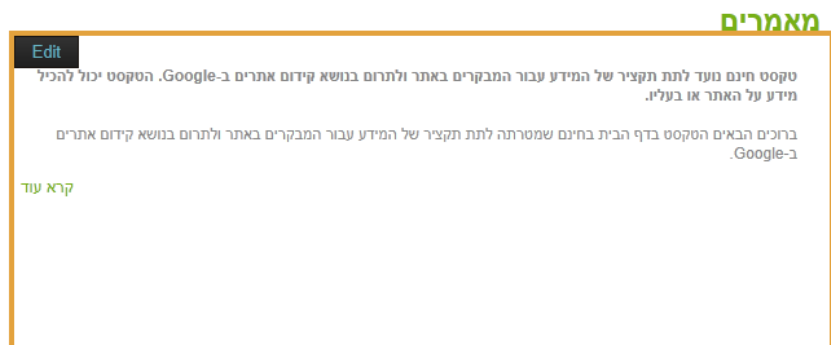 מאמרים
Edit
טקסט חינם נועד לתת תקציר של המידע עבור המבקרים באתר ולתרום בנושא קידום אתרים ב-Google. הטקסט יכול להכיל
מידע על האתר או בעליו.
ברוכים הבאים הטקסט בדף הבית בחינם שמטרתה לתת תקציר של המידע עבור המבקרים באתר ולתרום בנושא קידום אתרים
ב-Google.
קרא עוד